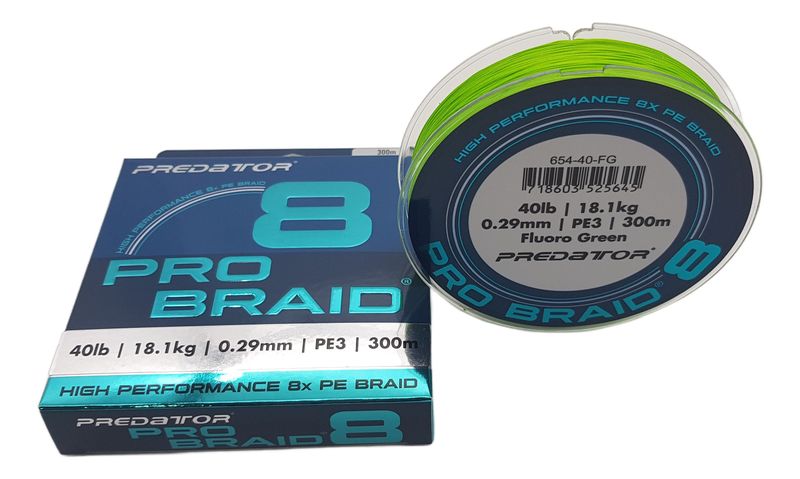 300m
PREDATOR®
HIGH PERFORMANCE 8x PE BRAID
8
PRO
BRAID®
40lb | 18.1kg | 0.29mm | PE3 | 300m
HIGH PERFORMANCE 8x PE BRAID
PREDATOR®
PRO
BRAID®
8
HIGH PERFORMANCE 8X PE BRAID
654-40-FG
718603 525645
40lb | 18.1kg
0.29mm | PE3 | 300m
Fluoro Green
PREDATOR®
PRO BRAID® 8